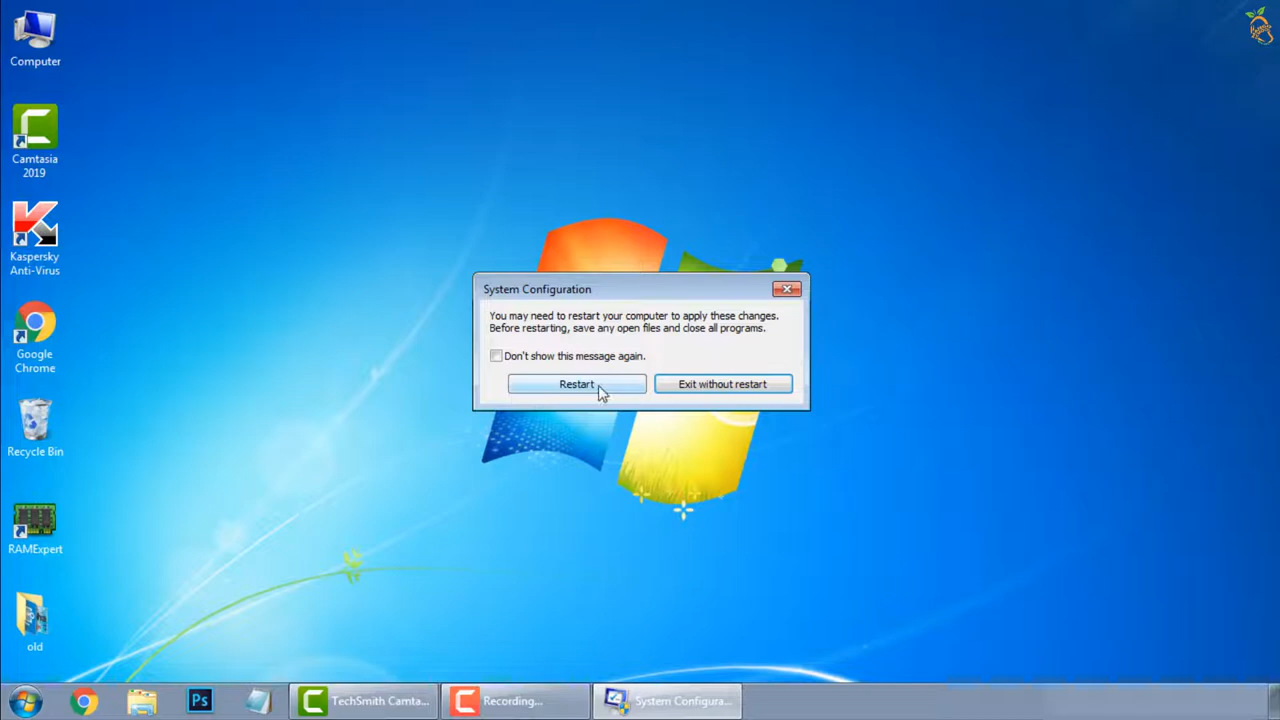 Computer
Camtasia
2019
Kaspersky
Anti-Virus
Google
Chrome
Recycle Bin
RAMExpert
old
System Configuration
You may need to restart your computer to apply these changes.
Before restarting, save any open files and close all programs.
Don't show this message again.
Restart
Exit without restart
Ps
TechSmith Camta...
Recording...
System Configura...